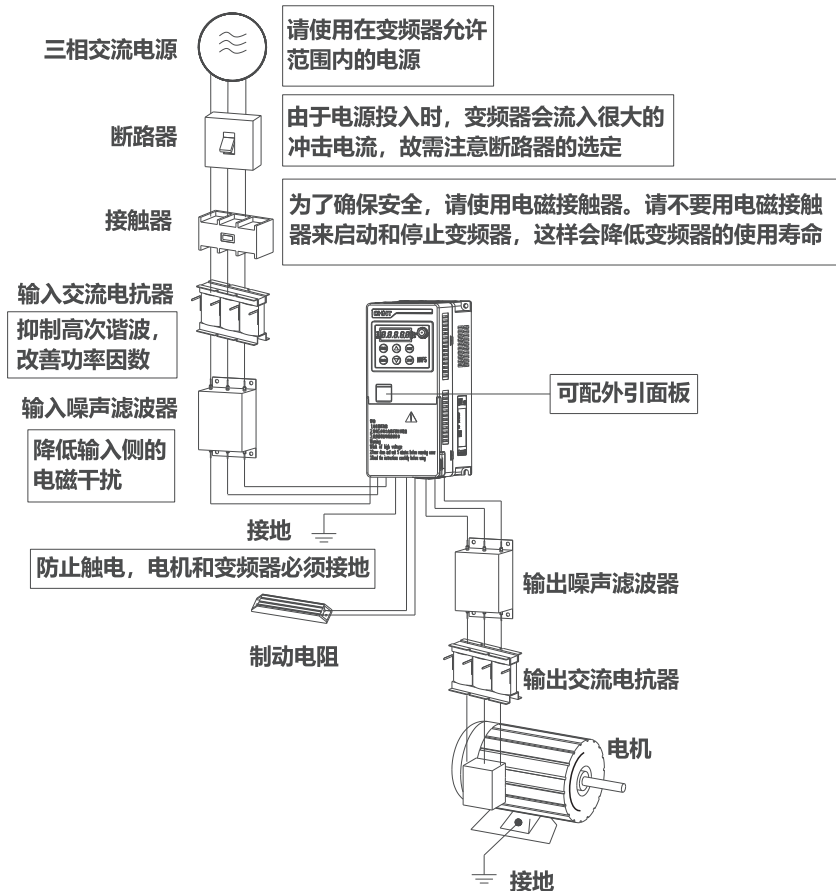 三相交流电源
请使用在变频器允许
范围内的电源
断路器
由于电源投入时，变频器会流入很大的
冲击电流，故需注意断路器的选定
接触器
为了确保安全，请使用电磁接触器。请不要用电磁接触
器来启动和停止变频器，这样会降低变频器的使用寿命
输入交流电抗器
抑制高次谐波，
改善功率因数
输入噪声滤波器
降低输入侧的
电磁干扰
可配外引面板
接地
防止触电，电机和变频器必须接地
制动电阻
输出噪声滤波器
输出交流电抗器
电机
接地